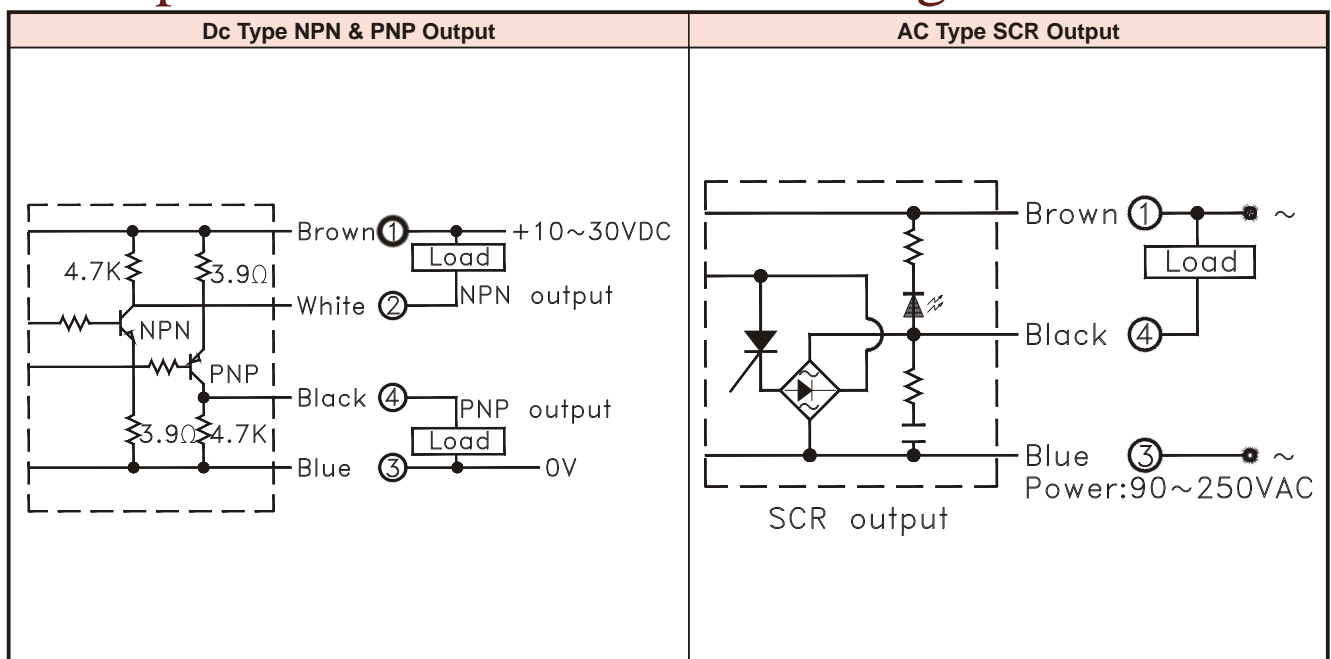 Dc Type NPN & PNP Output
AC Type SCR Output
Brown 1 +10~30VDC
Load
4.7K 3.9Ω
White 2 NPN output
NPN
PNP
Black 4 PNP output
3.9Ω 4.7K Load
Blue 3 0V
Brown 1 ~
Load
Black 4
Blue 3 ~
Power:90~250VAC
SCR output